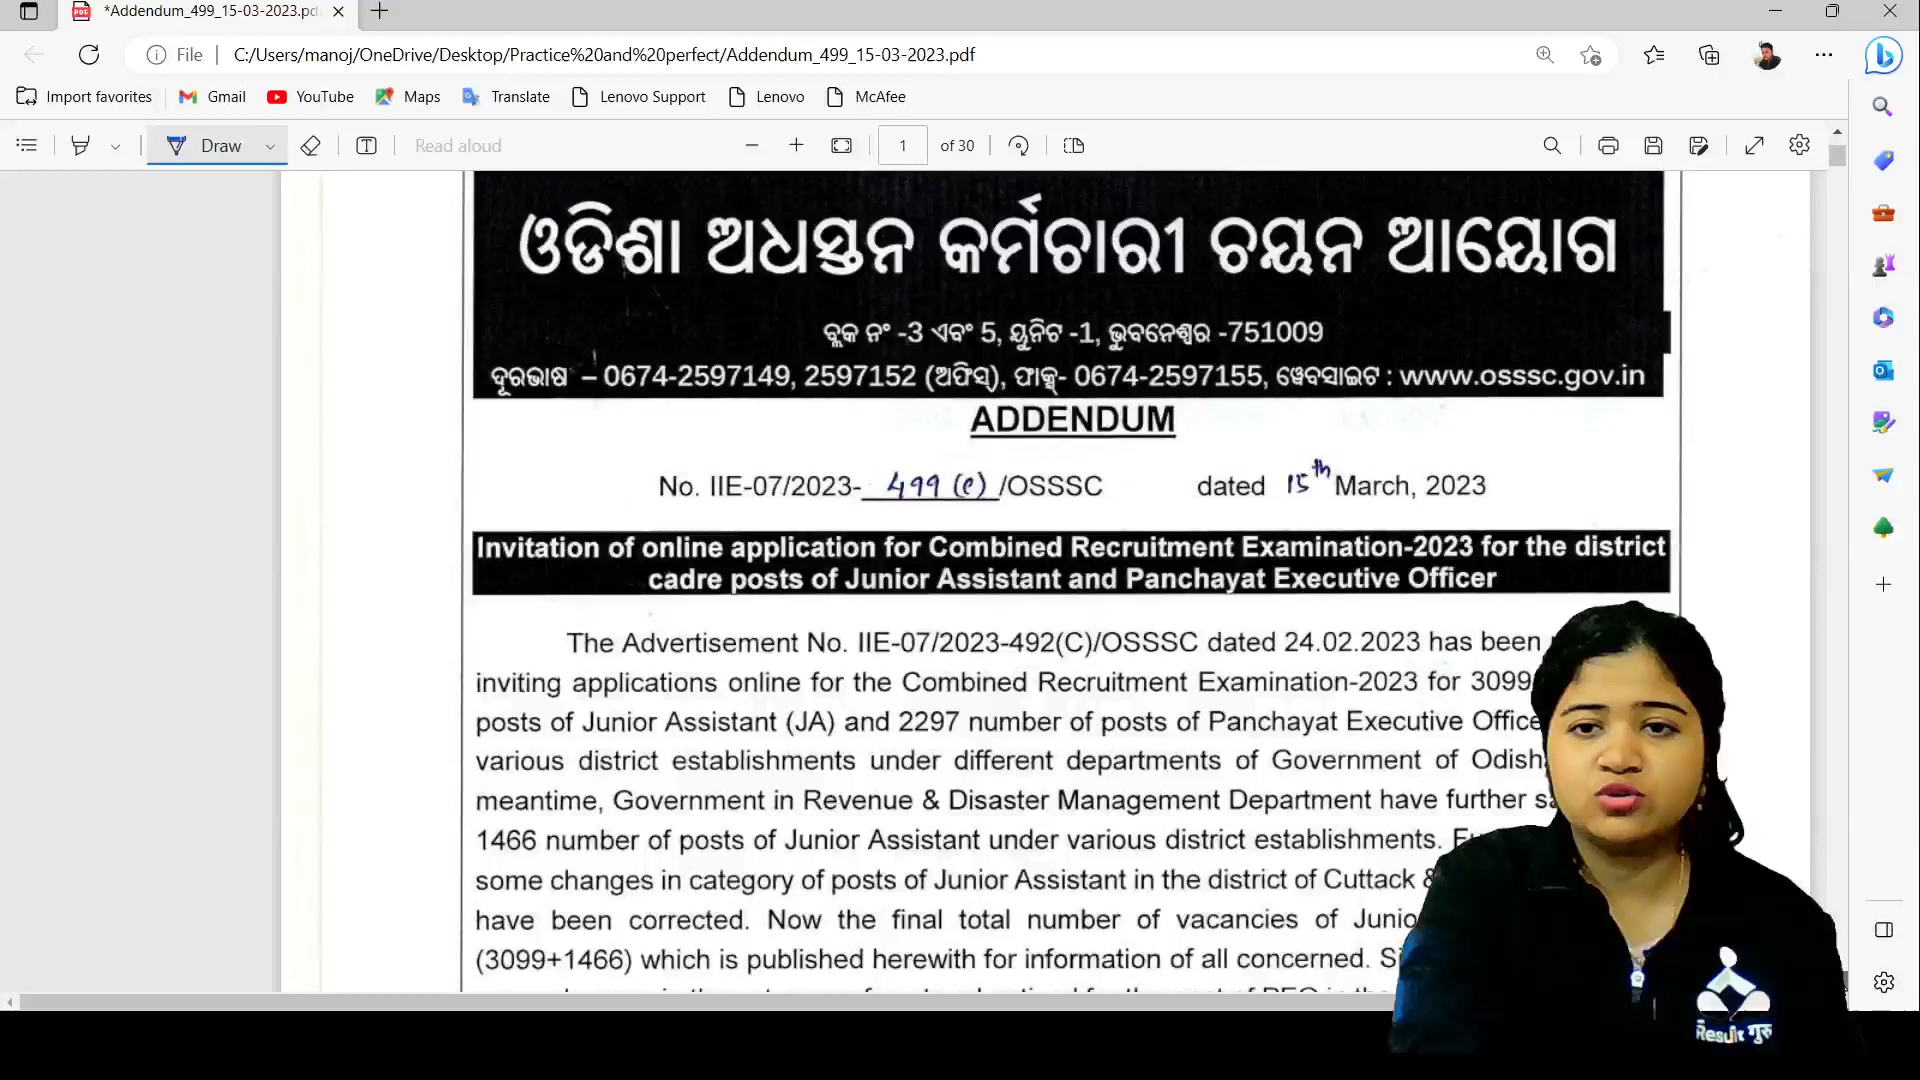 *Addendum_499_15-03-2023.pd
File
C:/Users/manoj/OneDrive/Desktop/Practice%20and%20perfect/Addendum_499_15-03-2023.pdf
Import favorites Gmail YouTube Maps Translate Lenovo Support Lenovo McAfee
Draw Read aloud 1 of 30
ଓଡିଶା ଅଧସ୍ତନ କର୍ମଚାରୀ ଚୟନ ଆୟୋଗ
ବ୍ଲକ ନଂ -3 ଏବଂ 5, ୟୁନିଟ -1, ଭୁବନେଶ୍ୱର -751009
ଦୂରଭାଷ – 0674-2597149, 2597152 (ଅଫିସ୍), ଫାକ୍ସ- 0674-2597155, ୱେବସାଇଟ : www.osssc.gov.in
ADDENDUM
No. IIE-07/2023- 499 (C) /OSSSC dated 15th March, 2023
Invitation of online application for Combined Recruitment Examination-2023 for the district
cadre posts of Junior Assistant and Panchayat Executive Officer
The Advertisement No. IIE-07/2023-492(C)/OSSSC dated 24.02.2023 has been
inviting applications online for the Combined Recruitment Examination-2023 for 3099
posts of Junior Assistant (JA) and 2297 number of posts of Panchayat Executive Office
various district establishments under different departments of Government of Odish
meantime, Government in Revenue & Disaster Management Department have further s
1466 number of posts of Junior Assistant under various district establishments.
some changes in category of posts of Junior Assistant in the district of Cuttack &
have been corrected. Now the final total number of vacancies of Junio
(3099+1466) which is published herewith for information of all concerned.
Result गुरु